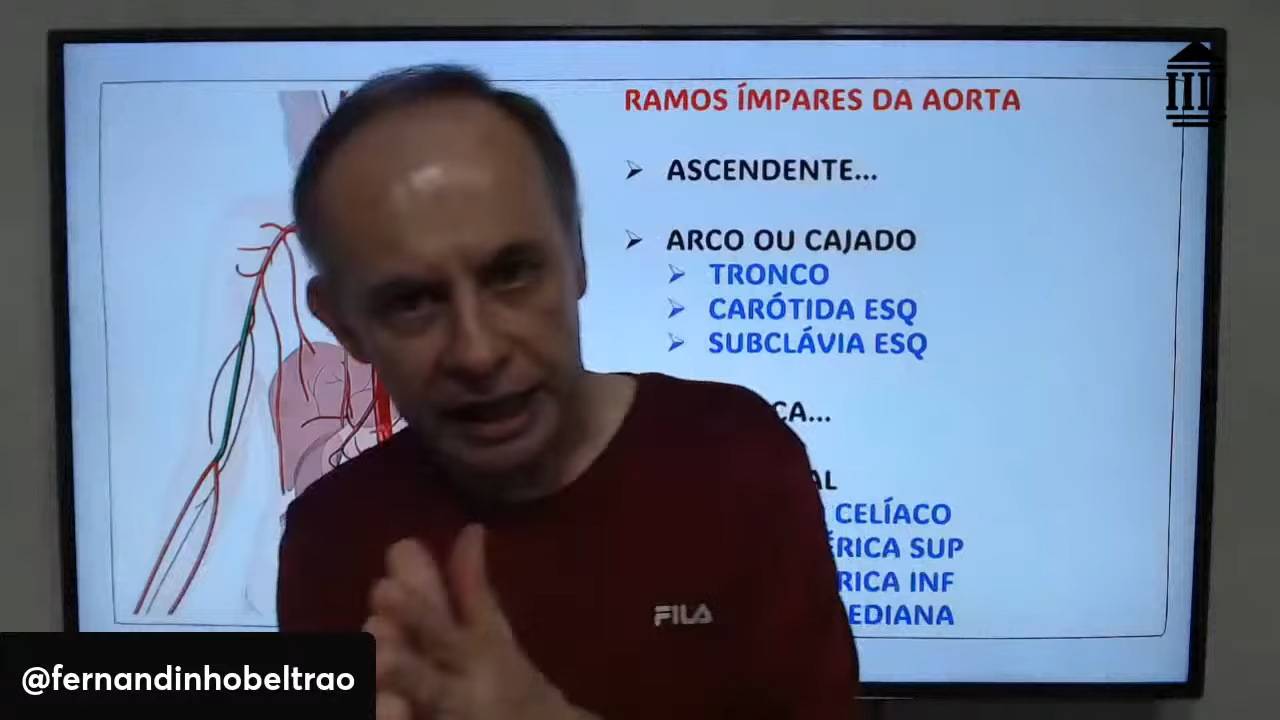 RAMOS ÍMPARES DA AORTA
ASCENDENTE...
ARCO OU CAJADO
TRONCO
CARÓTIDA ESQ
SUBCLÁVIA ESQ
CA...
AL
CELÍACO
ÉRICA SUP
RICA INF
EDIANA
FILA
@fernandinhobeltrao